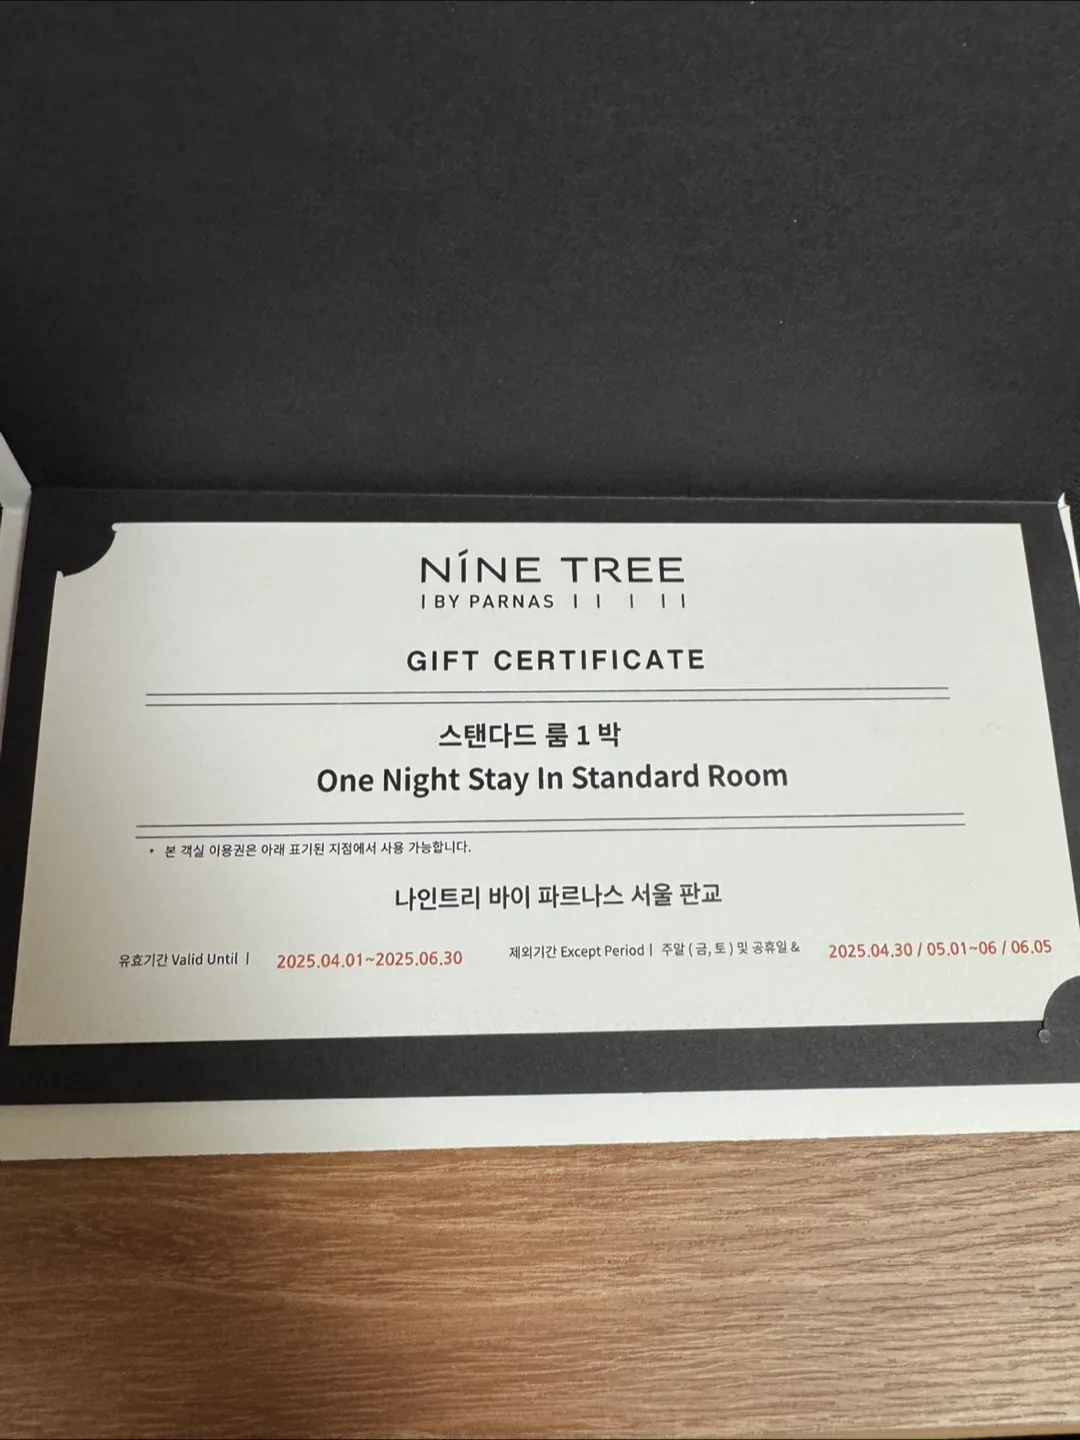 NíNE TREE
| BY PARNAS | | | | |
GIFT CERTIFICATE
스탠다드 룸 1 박
One Night Stay In Standard Room
* 본 객실 이용권은 아래 표기된 지점에서 사용 가능합니다.
나인트리 바이 파르나스 서울 판교
유효기간 Valid Until | 2025.04.01~2025.06.30 제외기간 Except Period | 주말 ( 금, 토 ) 및 공휴일 & 2025.04.30 / 05.01~06 / 06.05